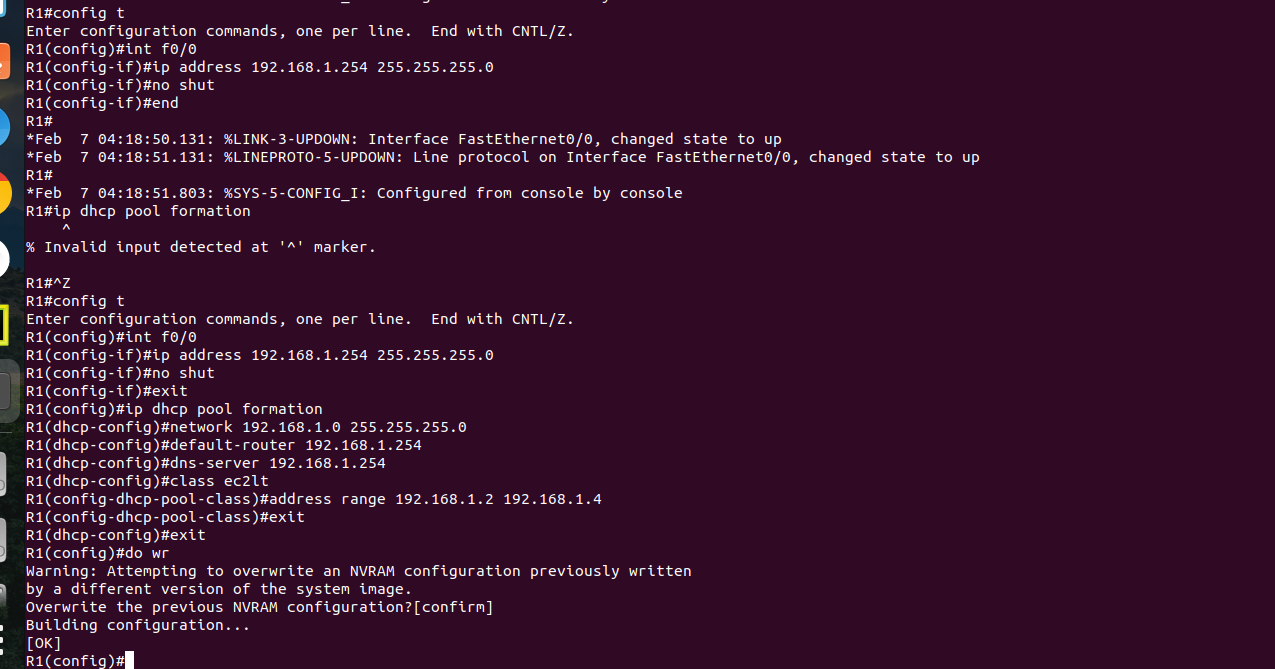 R1#config t
Enter configuration commands, one per line.  End with CNTL/Z.
R1(config)#int f0/0
R1(config-if)#ip address 192.168.1.254 255.255.255.0
R1(config-if)#no shut
R1(config-if)#end
R1#
*Feb  7 04:18:50.131: %LINK-3-UPDOWN: Interface FastEthernet0/0, changed state to up
*Feb  7 04:18:51.131: %LINEPROTO-5-UPDOWN: Line protocol on Interface FastEthernet0/0, changed state to up
R1#
*Feb  7 04:18:51.803: %SYS-5-CONFIG_I: Configured from console by console
R1#ip dhcp pool formation
    ^
% Invalid input detected at '^' marker.

R1#^Z
R1#config t
Enter configuration commands, one per line.  End with CNTL/Z.
R1(config)#int f0/0
R1(config-if)#ip address 192.168.1.254 255.255.255.0
R1(config-if)#no shut
R1(config-if)#exit
R1(config)#ip dhcp pool formation
R1(dhcp-config)#network 192.168.1.0 255.255.255.0
R1(dhcp-config)#default-router 192.168.1.254
R1(dhcp-config)#dns-server 192.168.1.254
R1(dhcp-config)#class ec2lt
R1(config-dhcp-pool-class)#address range 192.168.1.2 192.168.1.4
R1(config-dhcp-pool-class)#exit
R1(dhcp-config)#exit
R1(config)#do wr
Warning: Attempting to overwrite an NVRAM configuration previously written
by a different version of the system image.
Overwrite the previous NVRAM configuration?[confirm]
Building configuration...
[OK]
R1(config)#